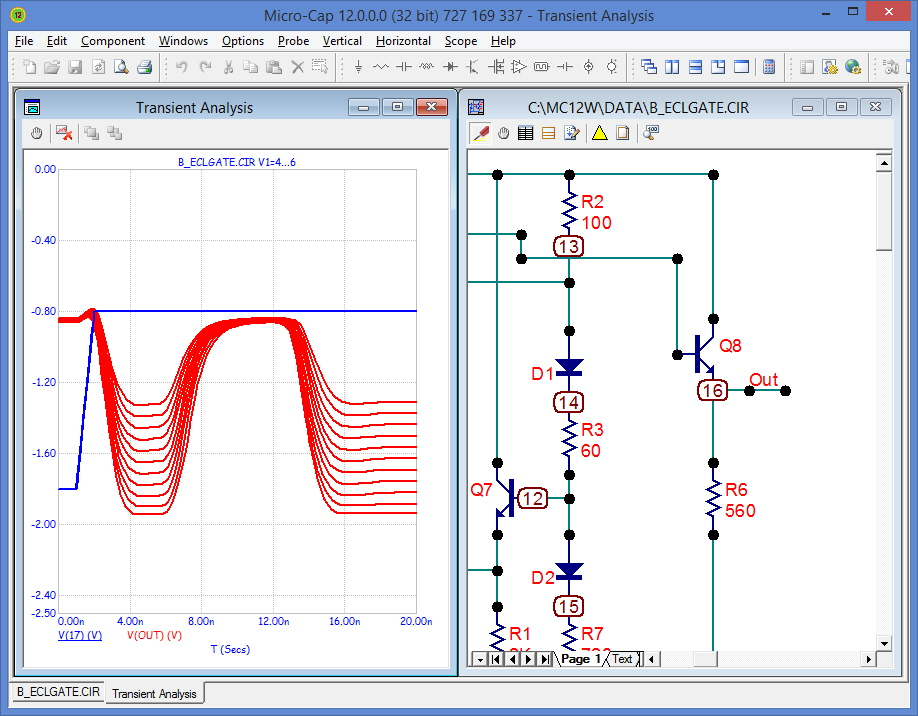 12
Micro-Cap 12.0.0.0 (32 bit) 727 169 337 - Transient Analysis
File Edit Component Windows Options Probe Vertical Horizontal Scope Help
Transient Analysis
B_ECLGATE.CIR V1=4...6
0.00
-0.40
-0.80
-1.20
-1.60
-2.00
-2.40
-2.50
0.00n 4.00n 8.00n 12.00n 16.00n 20.00n
V(17) (V) V(OUT) (V)
T (Secs)
C:\MC12W\DATA\B_ECLGATE.CIR
R2
100
13
Q8
D1
16
Out
14
R3
60
Q7
12
R6
560
D2
15
R1
R7
Page 1 Text
B_ECLGATE.CIR Transient Analysis